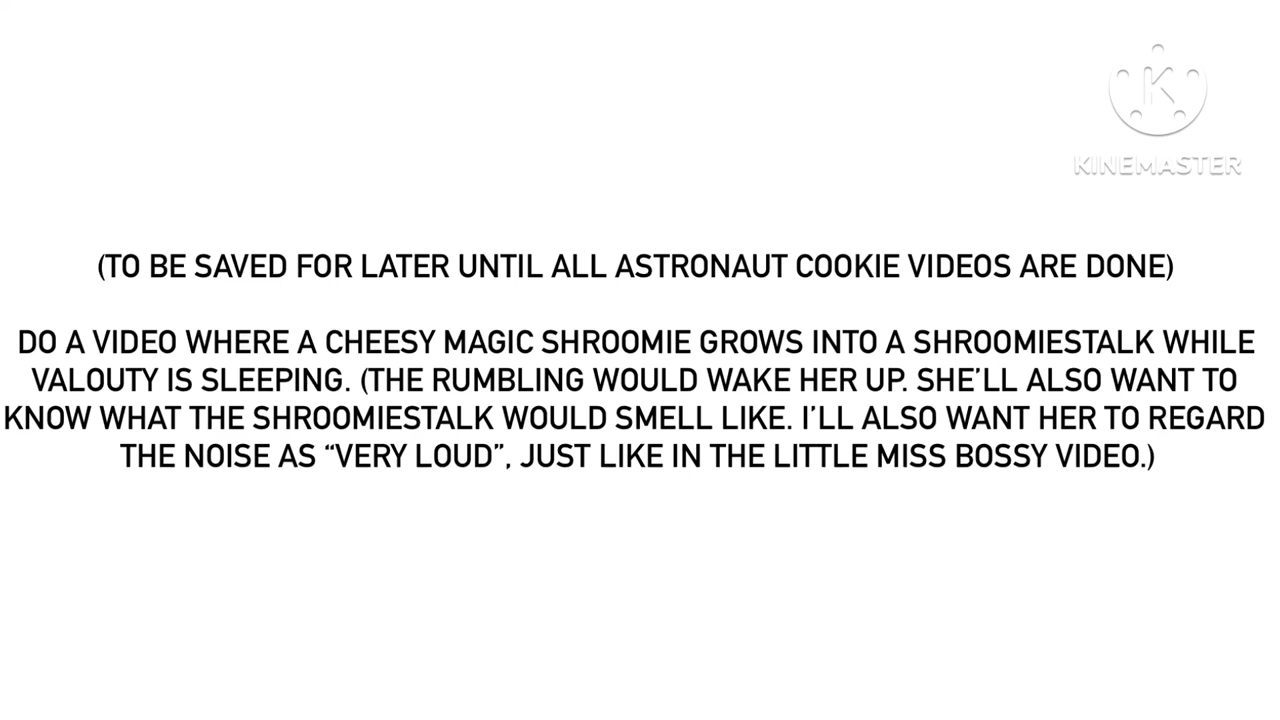 KINEMASTER
(TO BE SAVED FOR LATER UNTIL ALL ASTRONAUT COOKIE VIDEOS ARE DONE)
DO A VIDEO WHERE A CHEESY MAGIC SHROOMIE GROWS INTO A SHROOMIESTALK WHILE
VALOUTY IS SLEEPING. (THE RUMBLING WOULD WAKE HER UP. SHE’LL ALSO WANT TO
KNOW WHAT THE SHROOMIESTALK WOULD SMELL LIKE. I’LL ALSO WANT HER TO REGARD
THE NOISE AS “VERY LOUD”, JUST LIKE IN THE LITTLE MISS BOSSY VIDEO.)